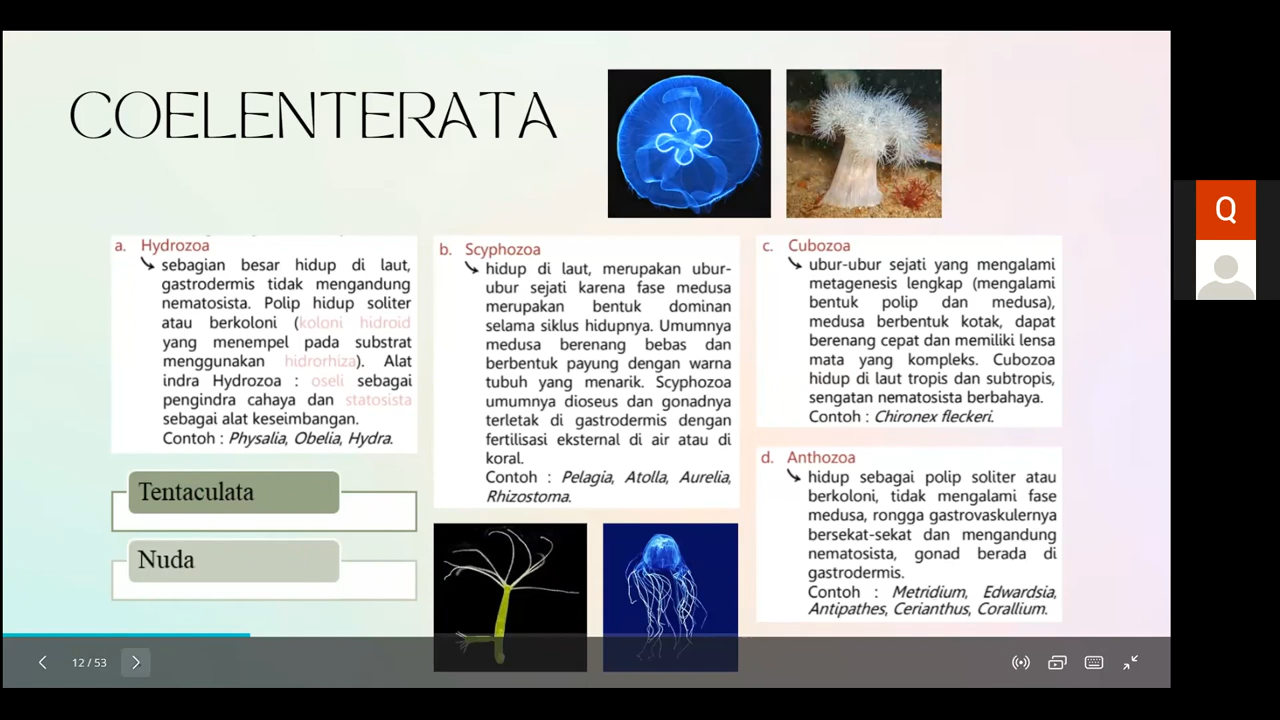 COELENTERATA
a. Hydrozoa
sebagian besar hidup di laut,
gastrodermis tidak mengandung
nematosista. Polip hidup soliter
atau berkoloni (koloni hidroid
yang menempel pada substrat
menggunakan hidrorhiza). Alat
indra Hydrozoa : oseli sebagai
pengindra cahaya dan statosista
sebagai alat keseimbangan.
Contoh : Physalia, Obelia, Hydra.
Tentaculata
Nuda
b. Scyphozoa
hidup di laut, merupakan ubur-
ubur sejati karena fase medusa
merupakan bentuk dominan
selama siklus hidupnya. Umumnya
medusa berenang bebas dan
berbentuk payung dengan warna
tubuh yang menarik. Scyphozoa
umumnya dioseus dan gonadnya
terletak di gastrodermis dengan
fertilisasi eksternal di air atau di
koral.
Contoh : Pelagia, Atolla, Aurelia,
Rhizostoma.
c. Cubozoa
ubur-ubur sejati yang mengalami
metagenesis lengkap (mengalami
bentuk polip dan medusa),
medusa berbentuk kotak, dapat
berenang cepat dan memiliki lensa
mata yang kompleks. Cubozoa
hidup di laut tropis dan subtropis,
sengatan nematosista berbahaya.
Contoh : Chironex fleckeri.
d. Anthozoa
hidup sebagai polip soliter atau
berkoloni, tidak mengalami fase
medusa, rongga gastrovaskulernya
bersekat-sekat dan mengandung
nematosista, gonad berada di
gastrodermis.
Contoh : Metridium, Edwardsia,
Antipathes, Cerianthus, Corallium.
Q
12 / 53